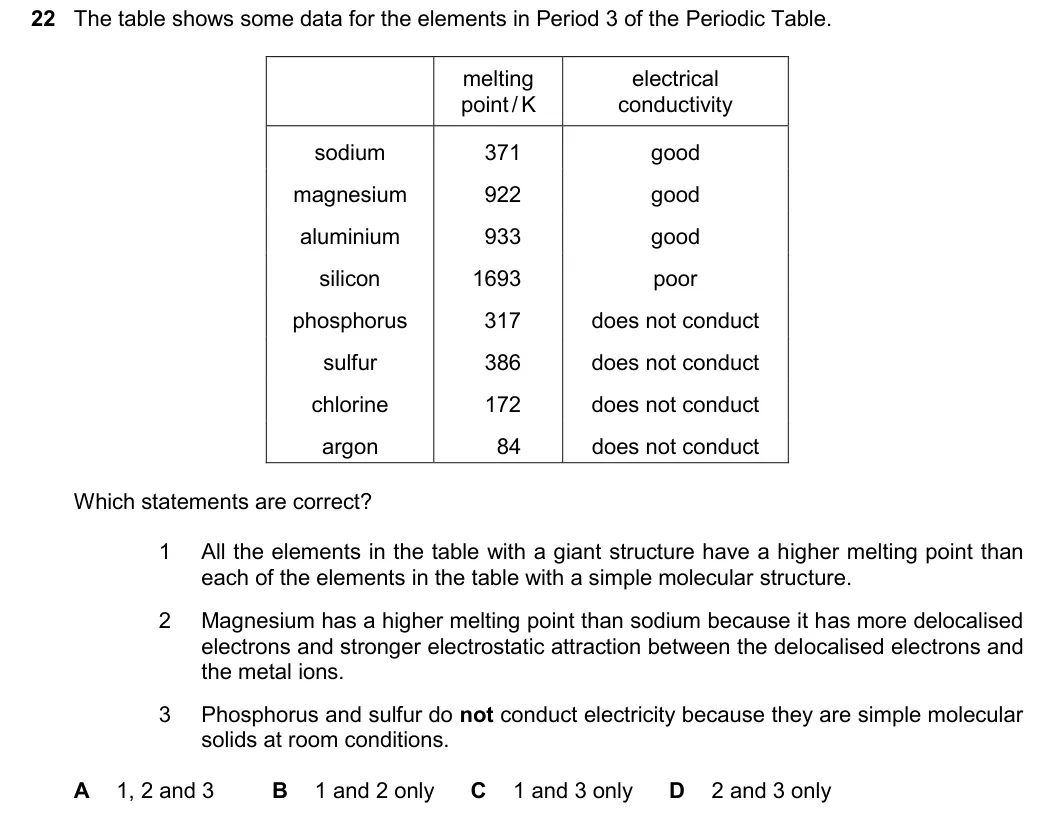 22 The table shows some data for the elements in Period 3 of the Periodic Table.
melting point / K electrical conductivity
sodium 371 good
magnesium 922 good
aluminium 933 good
silicon 1693 poor
phosphorus 317 does not conduct
sulfur 386 does not conduct
chlorine 172 does not conduct
argon 84 does not conduct
Which statements are correct?
1 All the elements in the table with a giant structure have a higher melting point than
each of the elements in the table with a simple molecular structure.
2 Magnesium has a higher melting point than sodium because it has more delocalised
electrons and stronger electrostatic attraction between the delocalised electrons and
the metal ions.
3 Phosphorus and sulfur do not conduct electricity because they are simple molecular
solids at room conditions.
A 1, 2 and 3 B 1 and 2 only C 1 and 3 only D 2 and 3 only